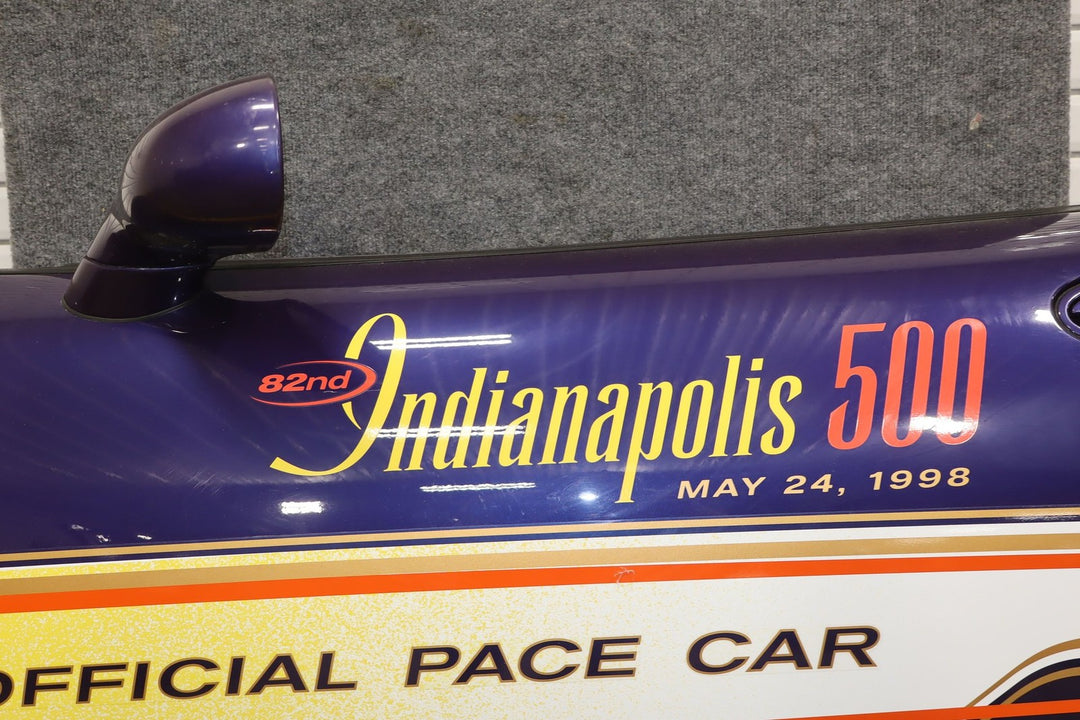 82nd Indianapolis 500
MAY 24, 1998
OFFICIAL PACE CAR